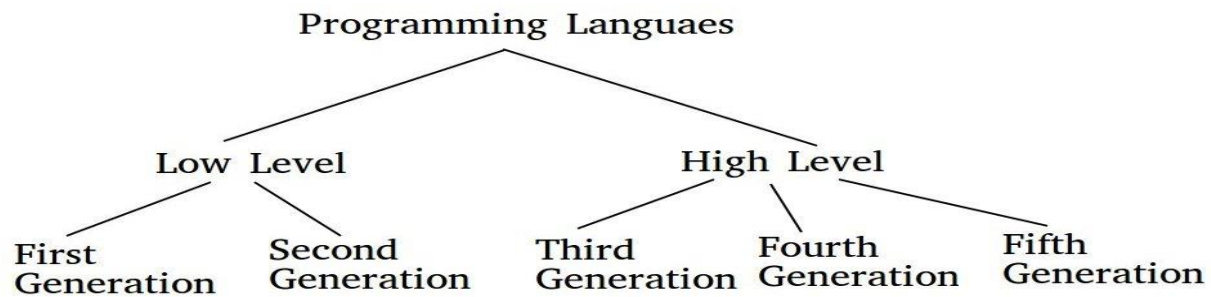 Programming Languaes
Low Level
High Level
First
Generation
Second
Generation
Third
Generation
Fourth
Generation
Fifth
Generation